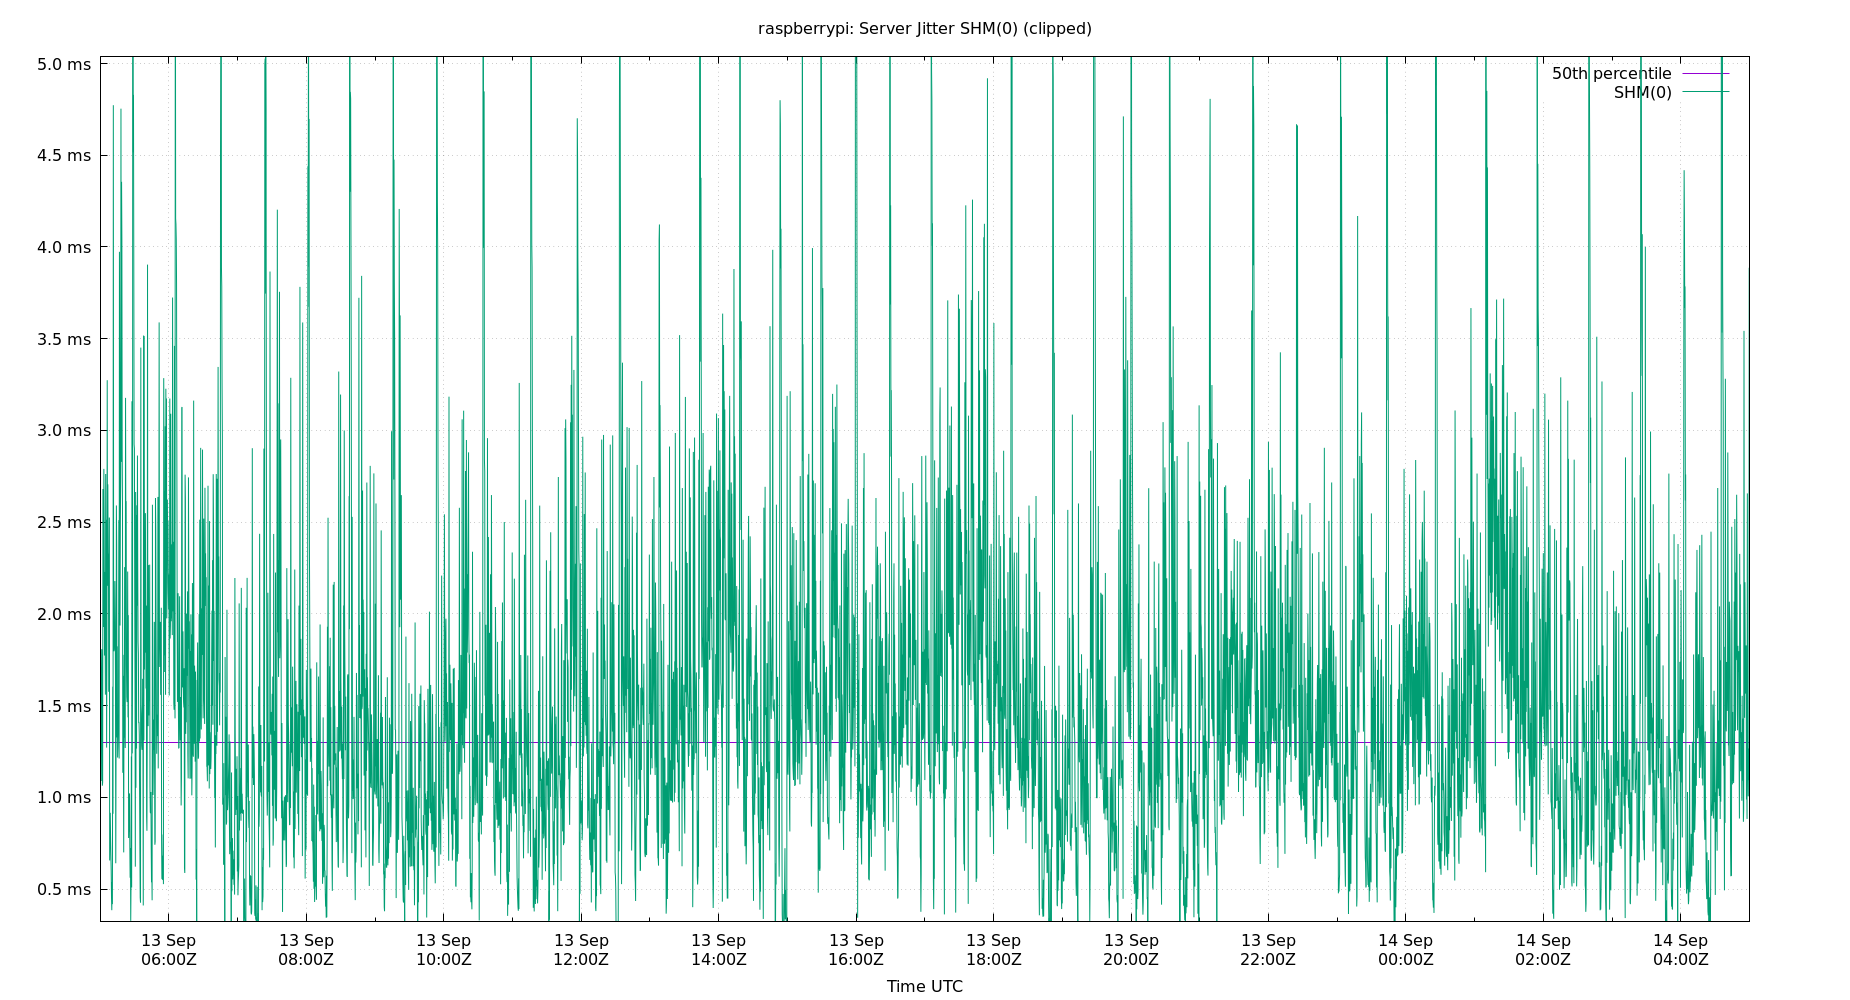 raspberrypi: Server Jitter SHM(0) (clipped)
5.0 ms
50th percentile
SHM(0)
4.5 ms
4.0 ms
3.5 ms
3.0 ms
2.5 ms
2.0 ms
1.5 ms
1.0 ms
0.5 ms
13 Sep 13 Sep 13 Sep 13 Sep 13 Sep 13 Sep 13 Sep 13 Sep 13 Sep 14 Sep 14 Sep 14 Sep
06:00Z 08:00Z 10:00Z 12:00Z 14:00Z 16:00Z 18:00Z 20:00Z 22:00Z 00:00Z 02:00Z 04:00Z
Time UTC